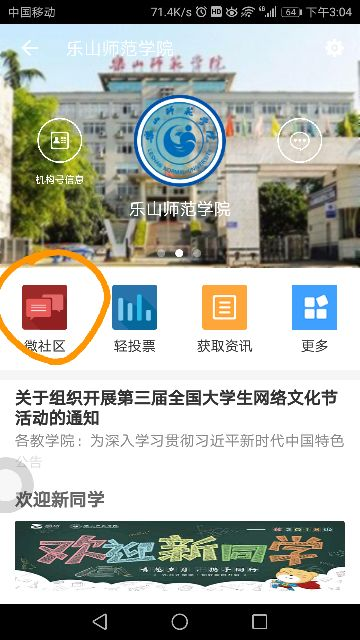 中国移动 71.4K/s HD 4G 64 下午3:04
乐山师范学院
乐山师范学院
机构号信息
乐山师范学院
微社区 轻投票 获取资讯 更多
关于组织开展第三届全国大学生网络文化节
活动的通知
各教学院：为深入学习贯彻习近平新时代中国特色
公告
欢迎新同学
欢迎新同学